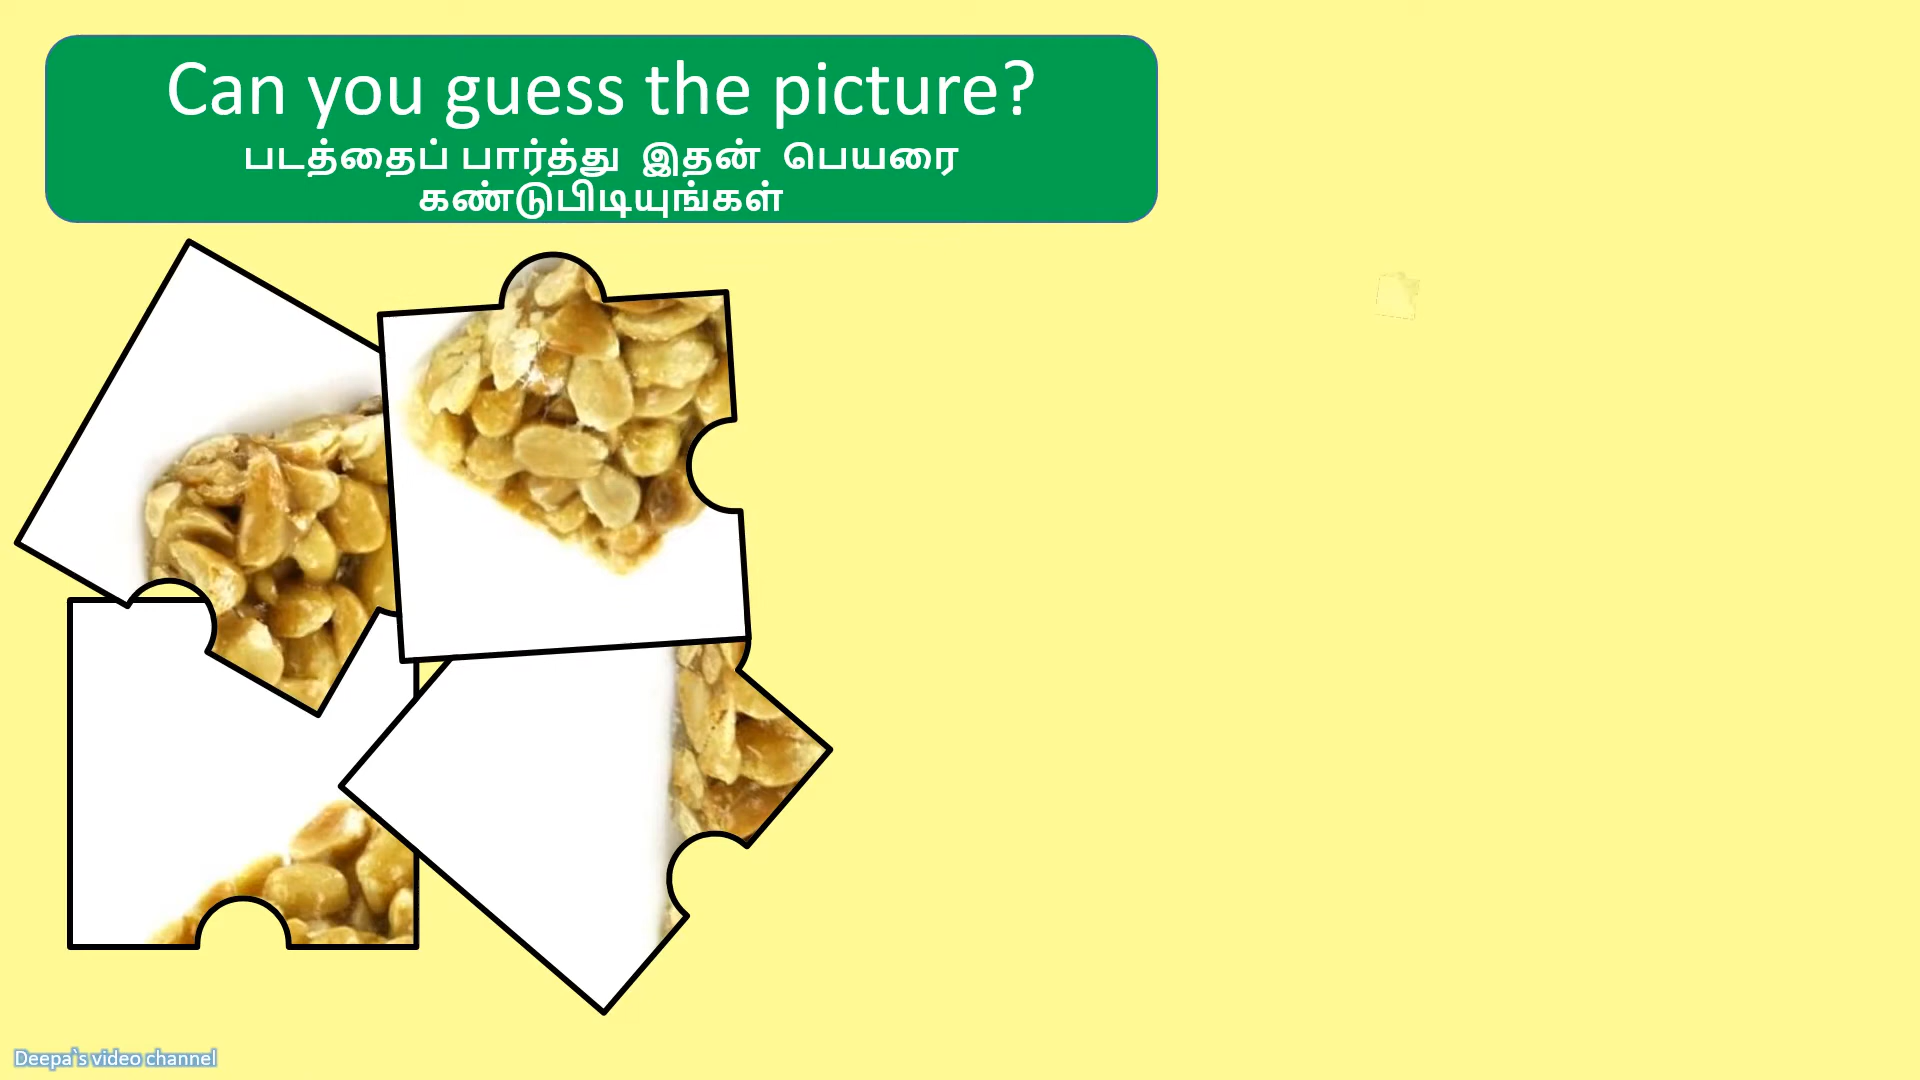 Can you guess the picture?
படத்தைப் பார்த்து இதன் பெயரை
கண்டுபிடியுங்கள்
Deepa`s video channel